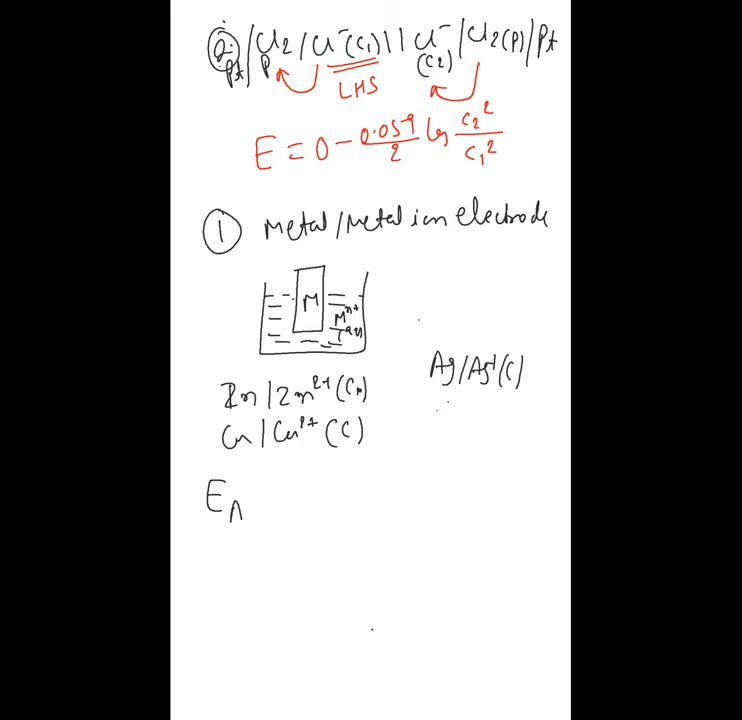 Q. Pt/Cl2/Cl⁻(C1)||Cl⁻/Cl2(P)/Pt
P (C2)
LHS
E = 0 - 0.059/2 log C2²/C1²
① Metal/Metal ion electrode
M
Mⁿ⁺
(aq)
Zn/Zn²⁺(C1)
Ag/Ag⁺(C)
Cu/Cu²⁺(C)
EA